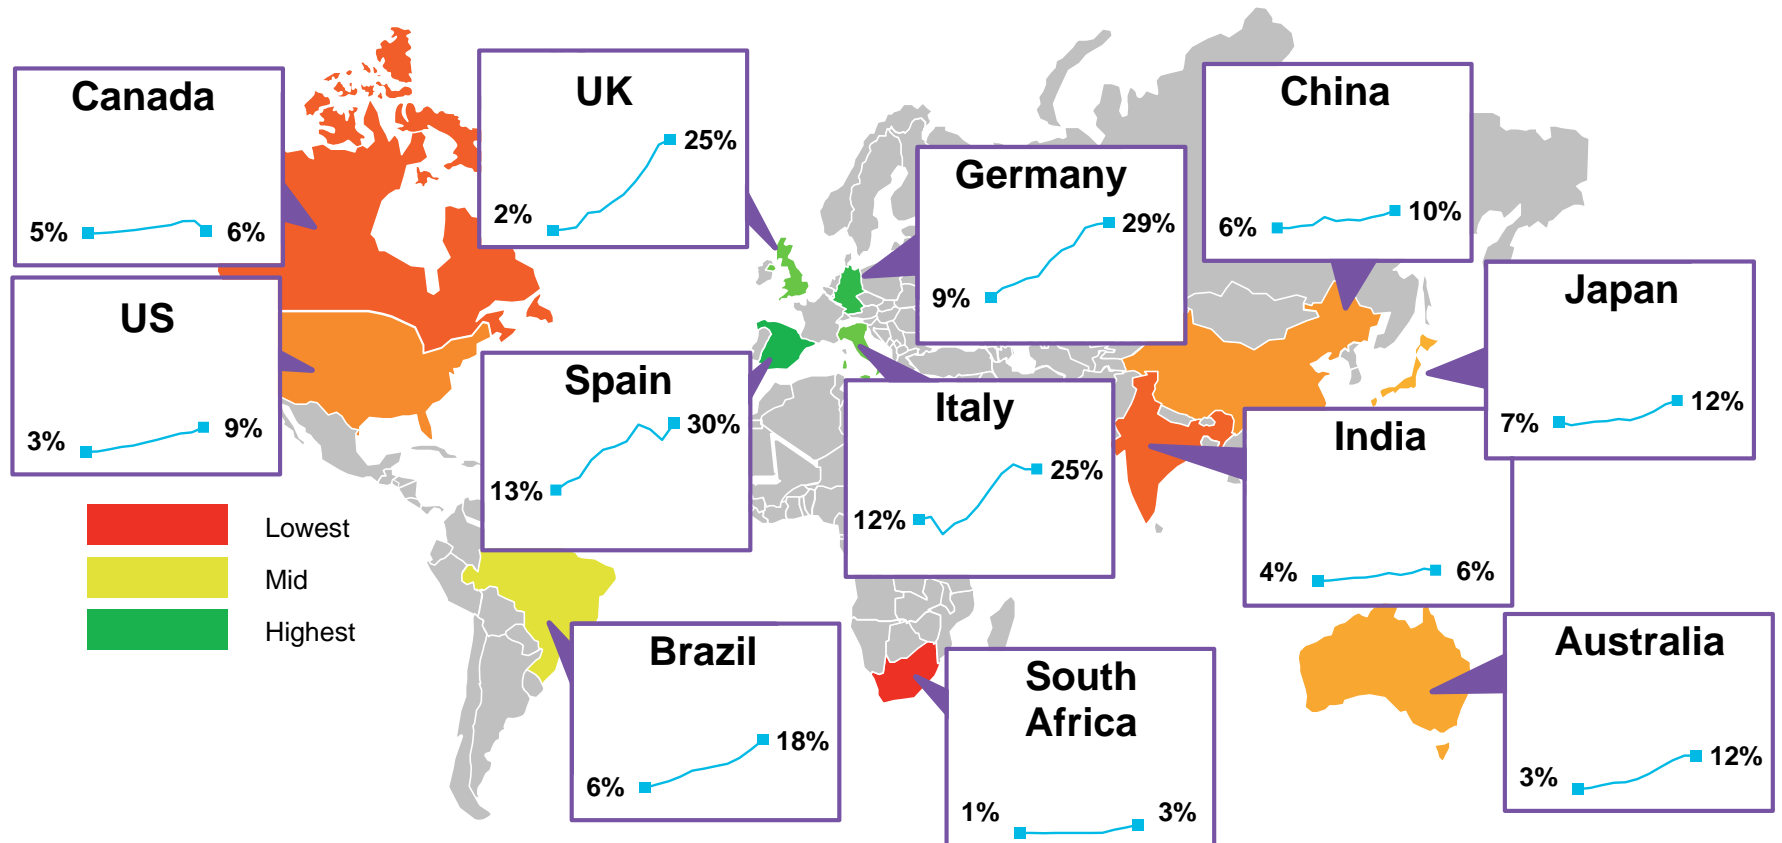 Canada
5%
6%
UK
2%
25%
Germany
9%
29%
China
6%
10%
US
3%
9%
Spain
13%
30%
Italy
12%
25%
India
4%
6%
Japan
7%
12%
Lowest
Mid
Highest
Brazil
6%
18%
South
Africa
1%
3%
Australia
3%
12%